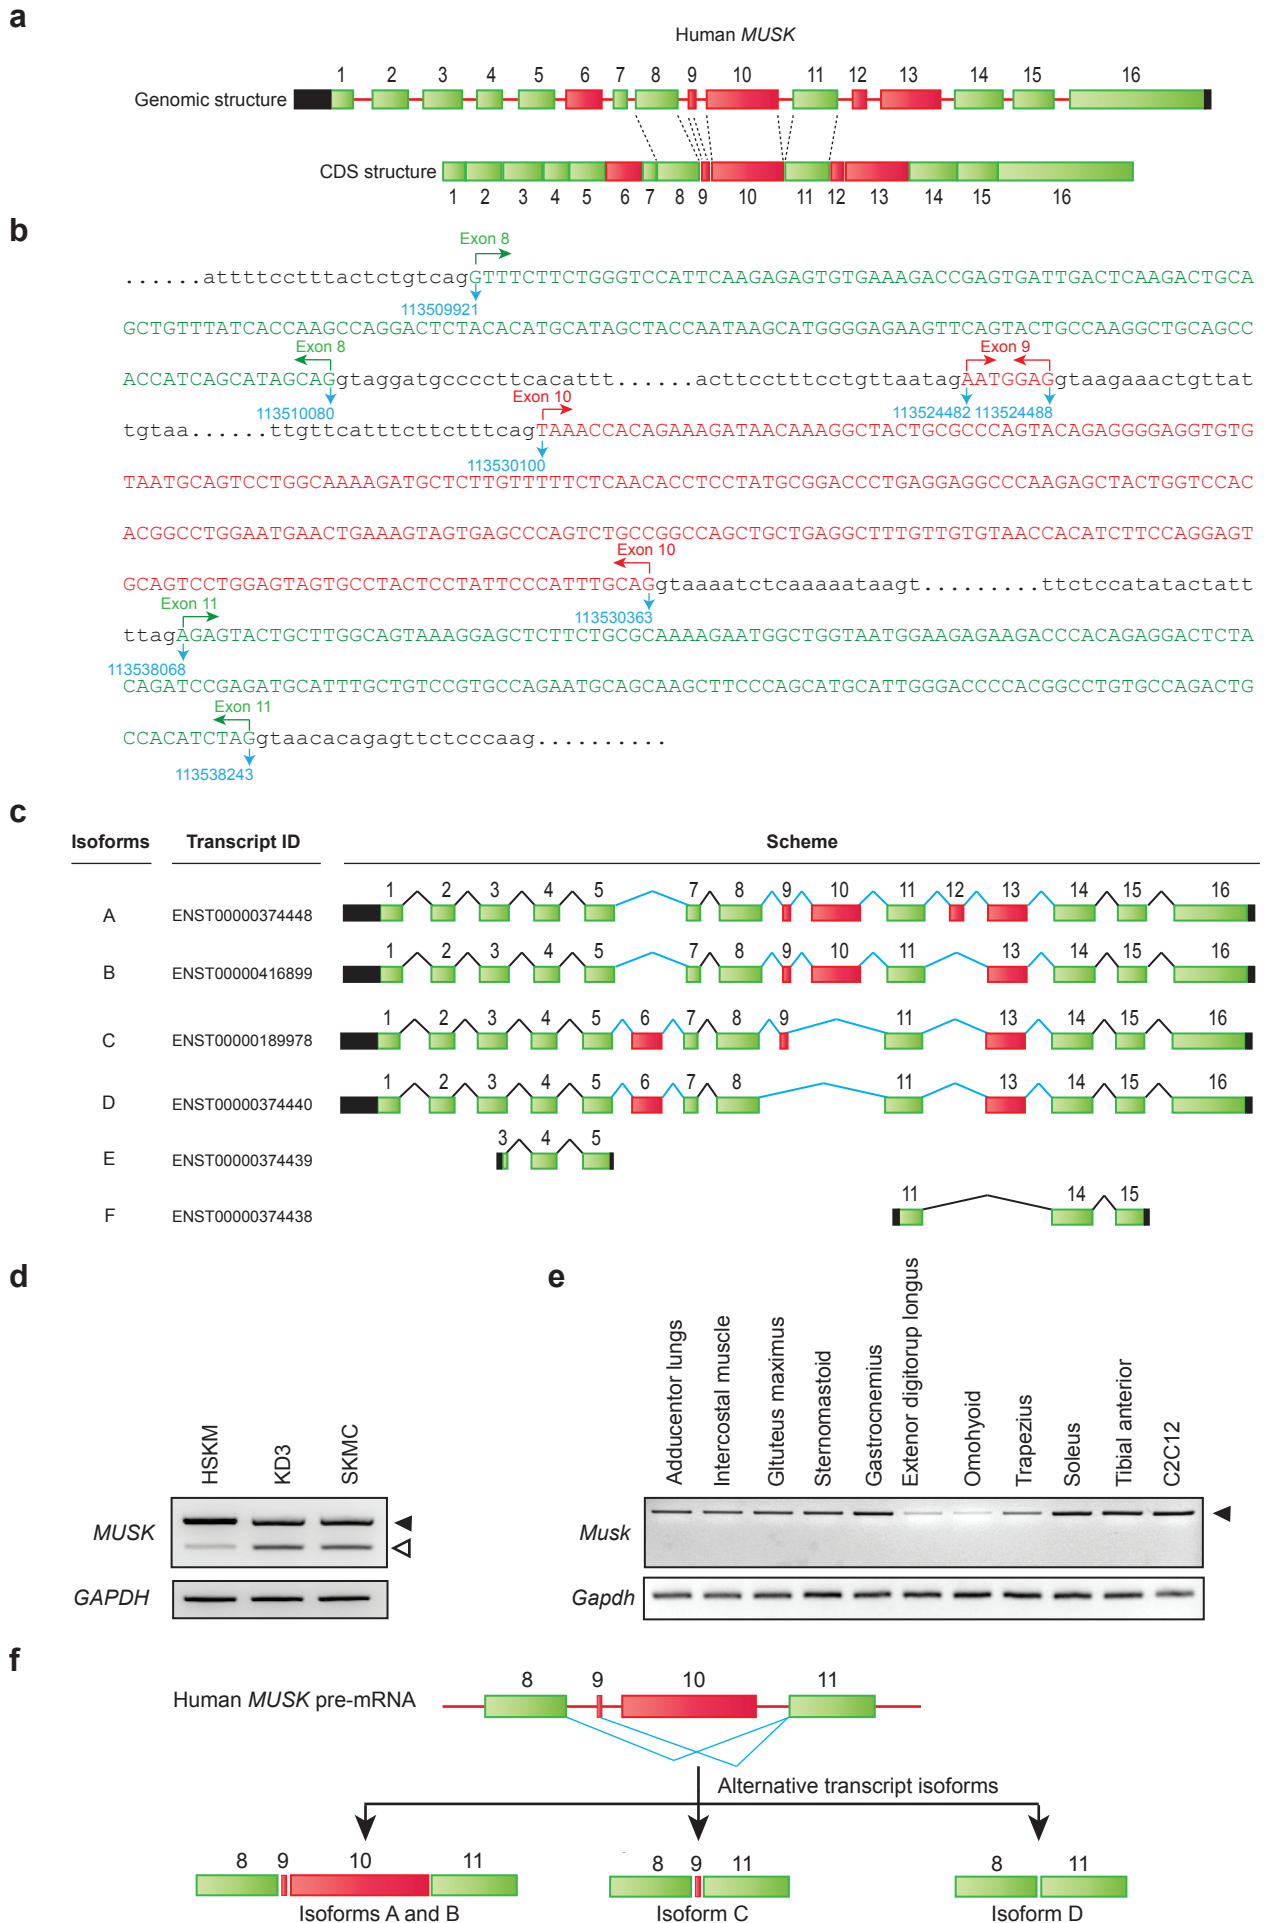 a
Human MUSK
1 2 3 4 5 6 7 8 9 10 11 12 13 14 15 16
Genomic structure
CDS structure
1 2 3 4 5 6 7 8 9 10 11 12 13 14 15 16
b
Exon 8
......attttcctttactctgtcagGTTTCTTCTGGGTCCATTCAAGAGAGTGTGAAAGACCGAGTGATTGACTCAAGACTGCA
113509921
GCTGTTTATCACCAAGCCAGGACTCTACACATGCATAGCTACCAATAAGCATGGGGAGAAGTTCAGTACTGCCAAGGCTGCAGCC
Exon 8 Exon 9
ACCATCAGCATAGCAGgtaggatgccccttcacattt......acttcctttcctgttaatagAATGGAGgtaagaaactgttat
113510080 Exon 10 113524482 113524488
tgtaa......ttgttcatttcttctttcagTAAACCACAGAAAGATAACAAAGGCTACTGCGCCCAGTACAGAGGGGAGGTGTG
113530100
TAATGCAGTCCTGGCAAAAGATGCTCTTGTTTTTCTCAACACCTCCTATGCGGACCCTGAGGAGGCCCAAGAGCTACTGGTCCAC
ACGGCCTGGAATGAACTGAAAGTAGTGAGCCCAGTCTGCCGGCCAGCTGCTGAGGCTTTGTTGTGTAACCACATCTTCCAGGAGT
Exon 10
GCAGTCCTGGAGTAGTGCCTACTCCTATTCCCATTTGCAGgtaaaatctcaaaaataagt.........ttctccatatactatt
Exon 11 113530363
ttagAGAGTACTGCTTGGCAGTAAAGGAGCTCTTCTGCGCAAAAGAATGGCTGGTAATGGAAGAGAAGACCCACAGAGGACTCTA
113538068
CAGATCCGAGATGCATTTGCTGTCCGTGCCAGAATGCAGCAAGCTTCCCAGCATGCATTGGGACCCCACGGCCTGTGCCAGACTG
Exon 11
CCACATCTAGgtaacacagagttctcccaag..........
113538243
c
Isoforms Transcript ID Scheme
1 2 3 4 5 7 8 9 10 11 12 13 14 15 16
A ENST00000374448
1 2 3 4 5 7 8 9 10 11 13 14 15 16
B ENST00000416899
1 2 3 4 5 6 7 8 9 11 13 14 15 16
C ENST00000189978
1 2 3 4 5 6 7 8 11 13 14 15 16
D ENST00000374440
3 4 5
E ENST00000374439
11 14 15
F ENST00000374438
d
HSKM KD3 SKMC
MUSK
GAPDH
e
Adducentor lungs
Intercostal muscle
Gltuteus maximus
Sternomastoid
Gastrocnemius
Extenor digitorup longus
Omohyoid
Trapezius
Soleus
Tibial anterior
C2C12
Musk
Gapdh
f
8 9 10 11
Human MUSK pre-mRNA
Alternative transcript isoforms
8 9 10 11 8 9 11 8 11
Isoforms A and B Isoform C Isoform D